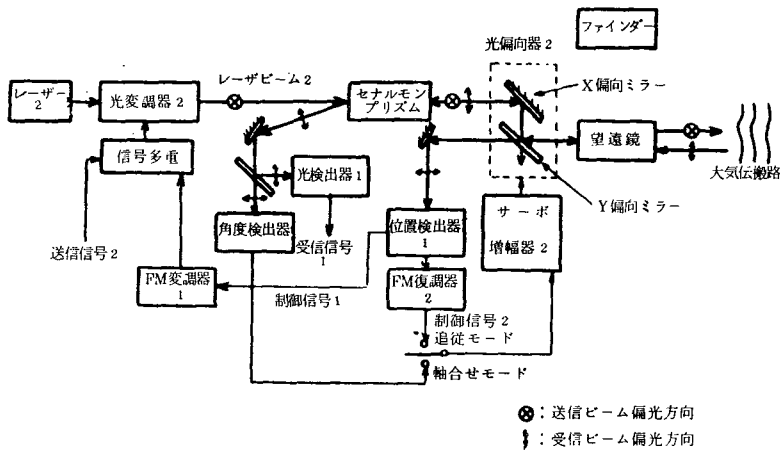 ファインダー
光偏向器2
レーザー
2
光変調器2
レーザビーム2
セナルモン
プリズム
X偏向ミラー
望遠鏡
大気伝搬路
信号多重
光検出器1
Y偏向ミラー
角度検出器
受信信号
1
位置検出器
1
サーボ
増幅器2
送信信号2
FM変調器
1
制御信号1
FM復調器
2
制御信号2
追従モード
軸合せモード
⊗:送信ビーム偏光方向
:受信ビーム偏光方向